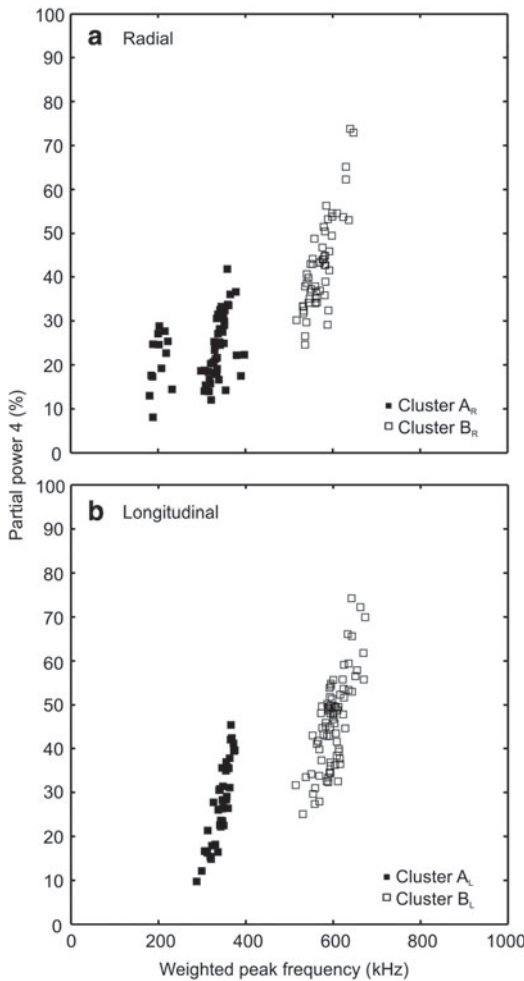 100
90
80
70
60
50
40
30
20
10
0
a Radial
Cluster A_R
Cluster B_R
Partial power 4 (%)
100
90
80
70
60
50
40
30
20
10
0
b Longitudinal
Cluster A_L
Cluster B_L
0 200 400 600 800 1000
Weighted peak frequency (kHz)